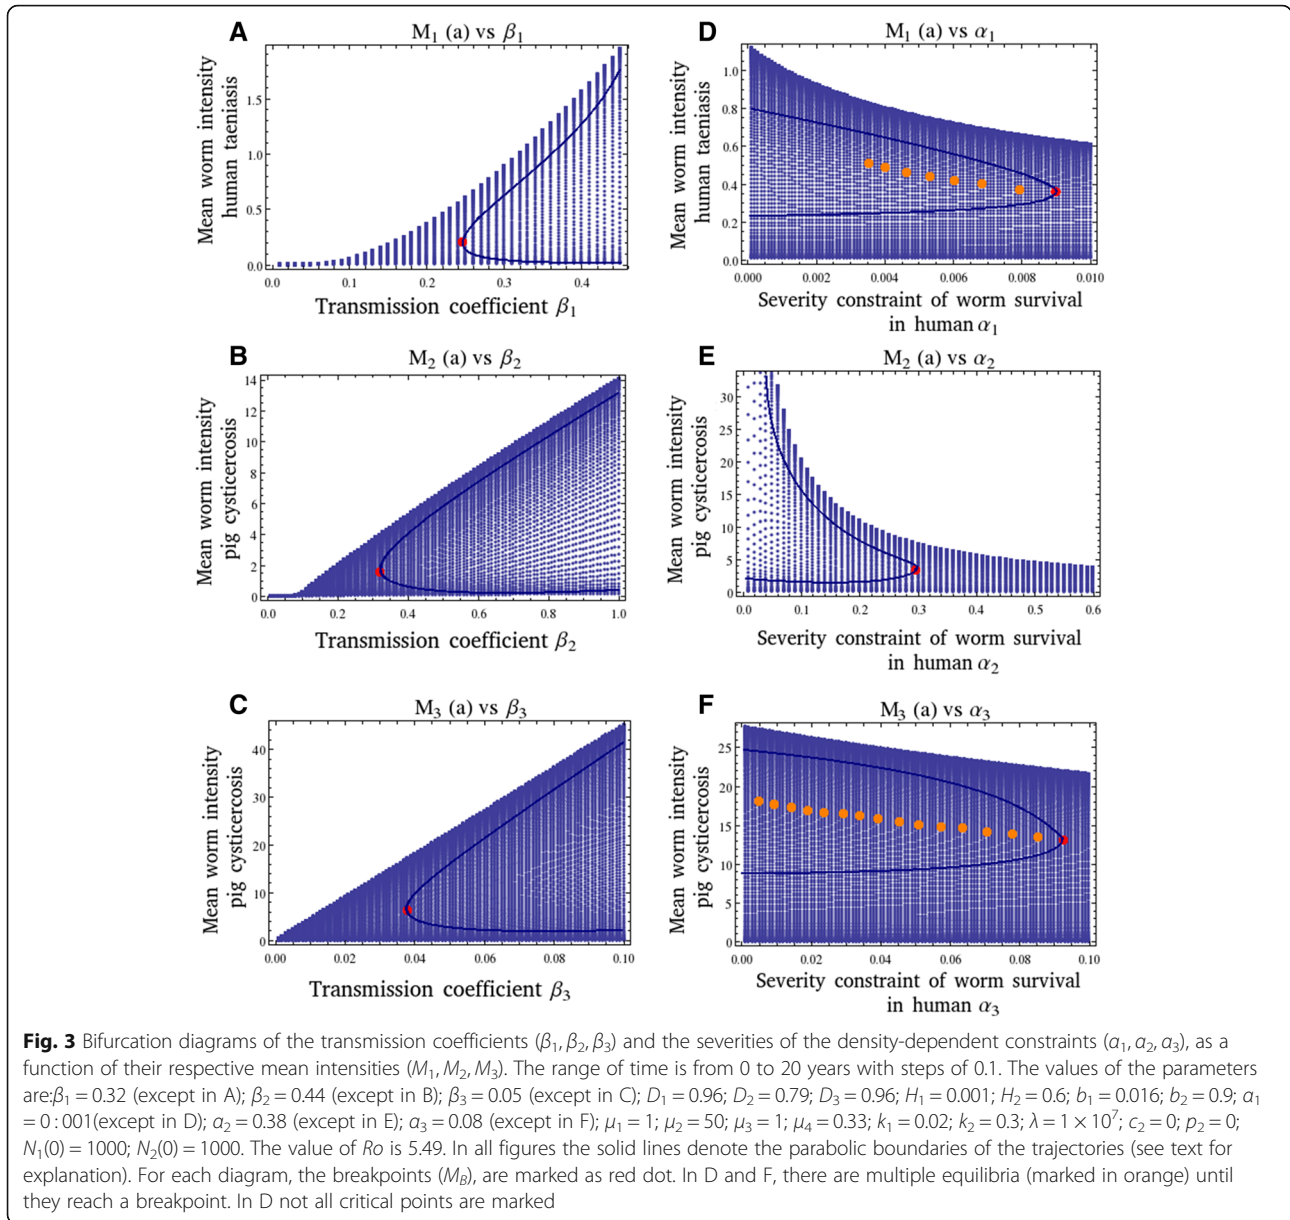 A
M₁ (a) vs β₁
Mean worm intensity
human taeniasis
1.5
1.0
0.5
0.0
0.0 0.1 0.2 0.3 0.4
Transmission coefficient β₁
D
M₁ (a) vs α₁
Mean worm intensity
human taeniasis
1.0
0.8
0.6
0.4
0.2
0.0
0.000 0.002 0.004 0.006 0.008 0.010
Severity constraint of worm survival
in human α₁
B
M₂ (a) vs β₂
Mean worm intensity
pig cysticercosis
14
12
10
8
6
4
2
0
0.0 0.2 0.4 0.6 0.8 1.0
Transmission coefficient β₂
E
M₂ (a) vs α₂
Mean worm intensity
pig cysticercosis
30
25
20
15
10
5
0
0.0 0.1 0.2 0.3 0.4 0.5 0.6
Severity constraint of worm survival
in human α₂
C
M₃ (a) vs β₃
Mean worm intensity
pig cysticercosis
40
30
20
10
0
0.00 0.02 0.04 0.06 0.08 0.10
Transmission coefficient β₃
F
M₃ (a) vs α₃
Mean worm intensity
pig cysticercosis
25
20
15
10
5
0
0.00 0.02 0.04 0.06 0.08 0.10
Severity constraint of worm survival
in human α₃
Fig. 3 Bifurcation diagrams of the transmission coefficients (β₁, β₂, β₃) and the severities of the density-dependent constraints (α₁, α₂, α₃), as a
function of their respective mean intensities (M₁, M₂, M₃). The range of time is from 0 to 20 years with steps of 0.1. The values of the parameters
are:β₁ = 0.32 (except in A); β₂ = 0.44 (except in B); β₃ = 0.05 (except in C); D₁ = 0.96; D₂ = 0.79; D₃ = 0.96; H₁ = 0.001; H₂ = 0.6; b₁ = 0.016; b₂ = 0.9; α₁
= 0 : 001(except in D); α₂ = 0.38 (except in E); α₃ = 0.08 (except in F); μ₁ = 1; μ₂ = 50; μ₃ = 1; μ₄ = 0.33; k₁ = 0.02; k₂ = 0.3; λ = 1 × 10⁷; c₂ = 0; p₂ = 0;
N₁(0) = 1000; N₂(0) = 1000. The value of Ro is 5.49. In all figures the solid lines denote the parabolic boundaries of the trajectories (see text for
explanation). For each diagram, the breakpoints (M_B), are marked as red dot. In D and F, there are multiple equilibria (marked in orange) until
they reach a breakpoint. In D not all critical points are marked